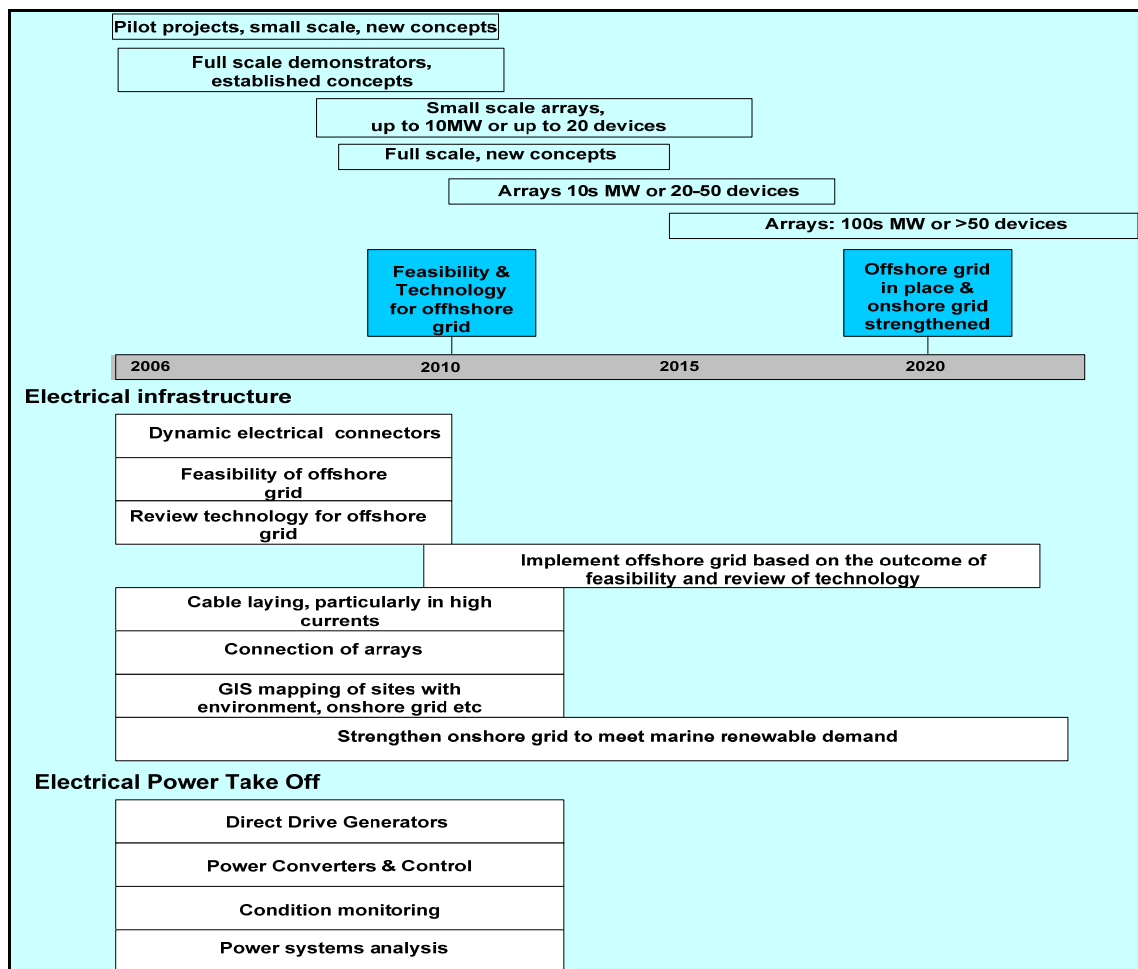 Pilot projects, small scale, new concepts
Full scale demonstrators,
established concepts
Small scale arrays,
up to 10MW or up to 20 devices
Full scale, new concepts
Arrays 10s MW or 20-50 devices
Arrays: 100s MW or >50 devices
Feasibility &
Technology
for offhshore
grid
Offshore grid
in place &
onshore grid
strengthened
2006 2010 2015 2020
Electrical infrastructure
Dynamic electrical connectors
Feasibility of offshore
grid
Review technology for offshore
grid
Implement offshore grid based on the outcome of
feasibility and review of technology
Cable laying, particularly in high
currents
Connection of arrays
GIS mapping of sites with
environment, onshore grid etc
Strengthen onshore grid to meet marine renewable demand
Electrical Power Take Off
Direct Drive Generators
Power Converters & Control
Condition monitoring
Power systems analysis